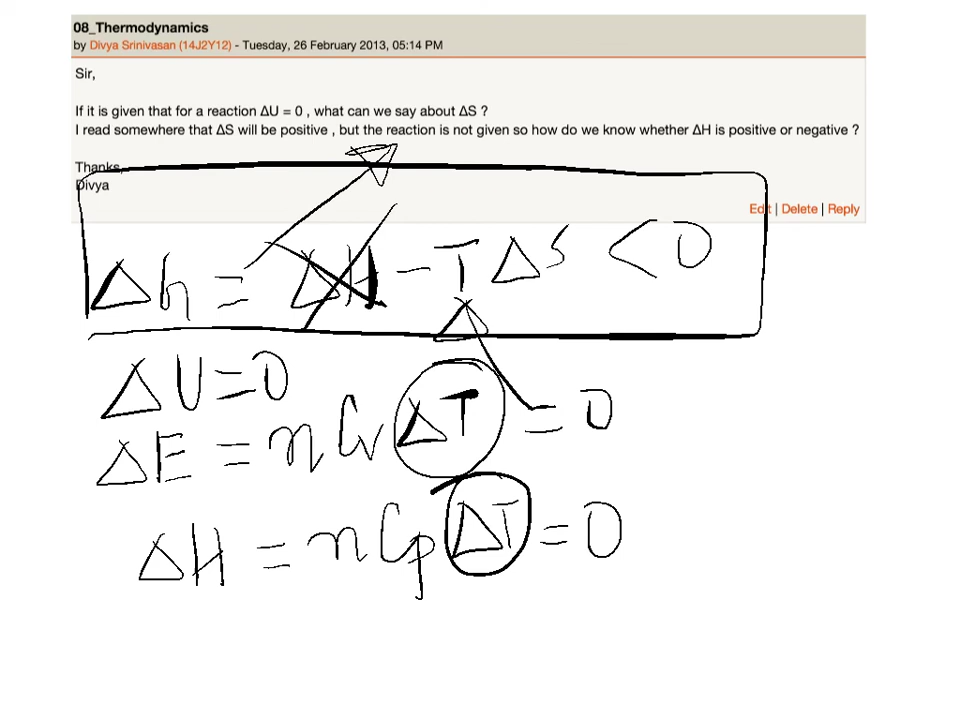 08_Thermodynamics
by Divya Srinivasan (14J2Y12) - Tuesday, 26 February 2013, 05:14 PM
Sir,
If it is given that for a reaction ΔU = 0 , what can we say about ΔS ?
I read somewhere that ΔS will be positive , but the reaction is not given so how do we know whether ΔH is positive or negative ?
Thanks,
Divya
Edit | Delete | Reply
ΔG = ΔH - TΔS < 0
ΔU = 0
ΔE = nCvΔT = 0
ΔH = nCpΔT = 0